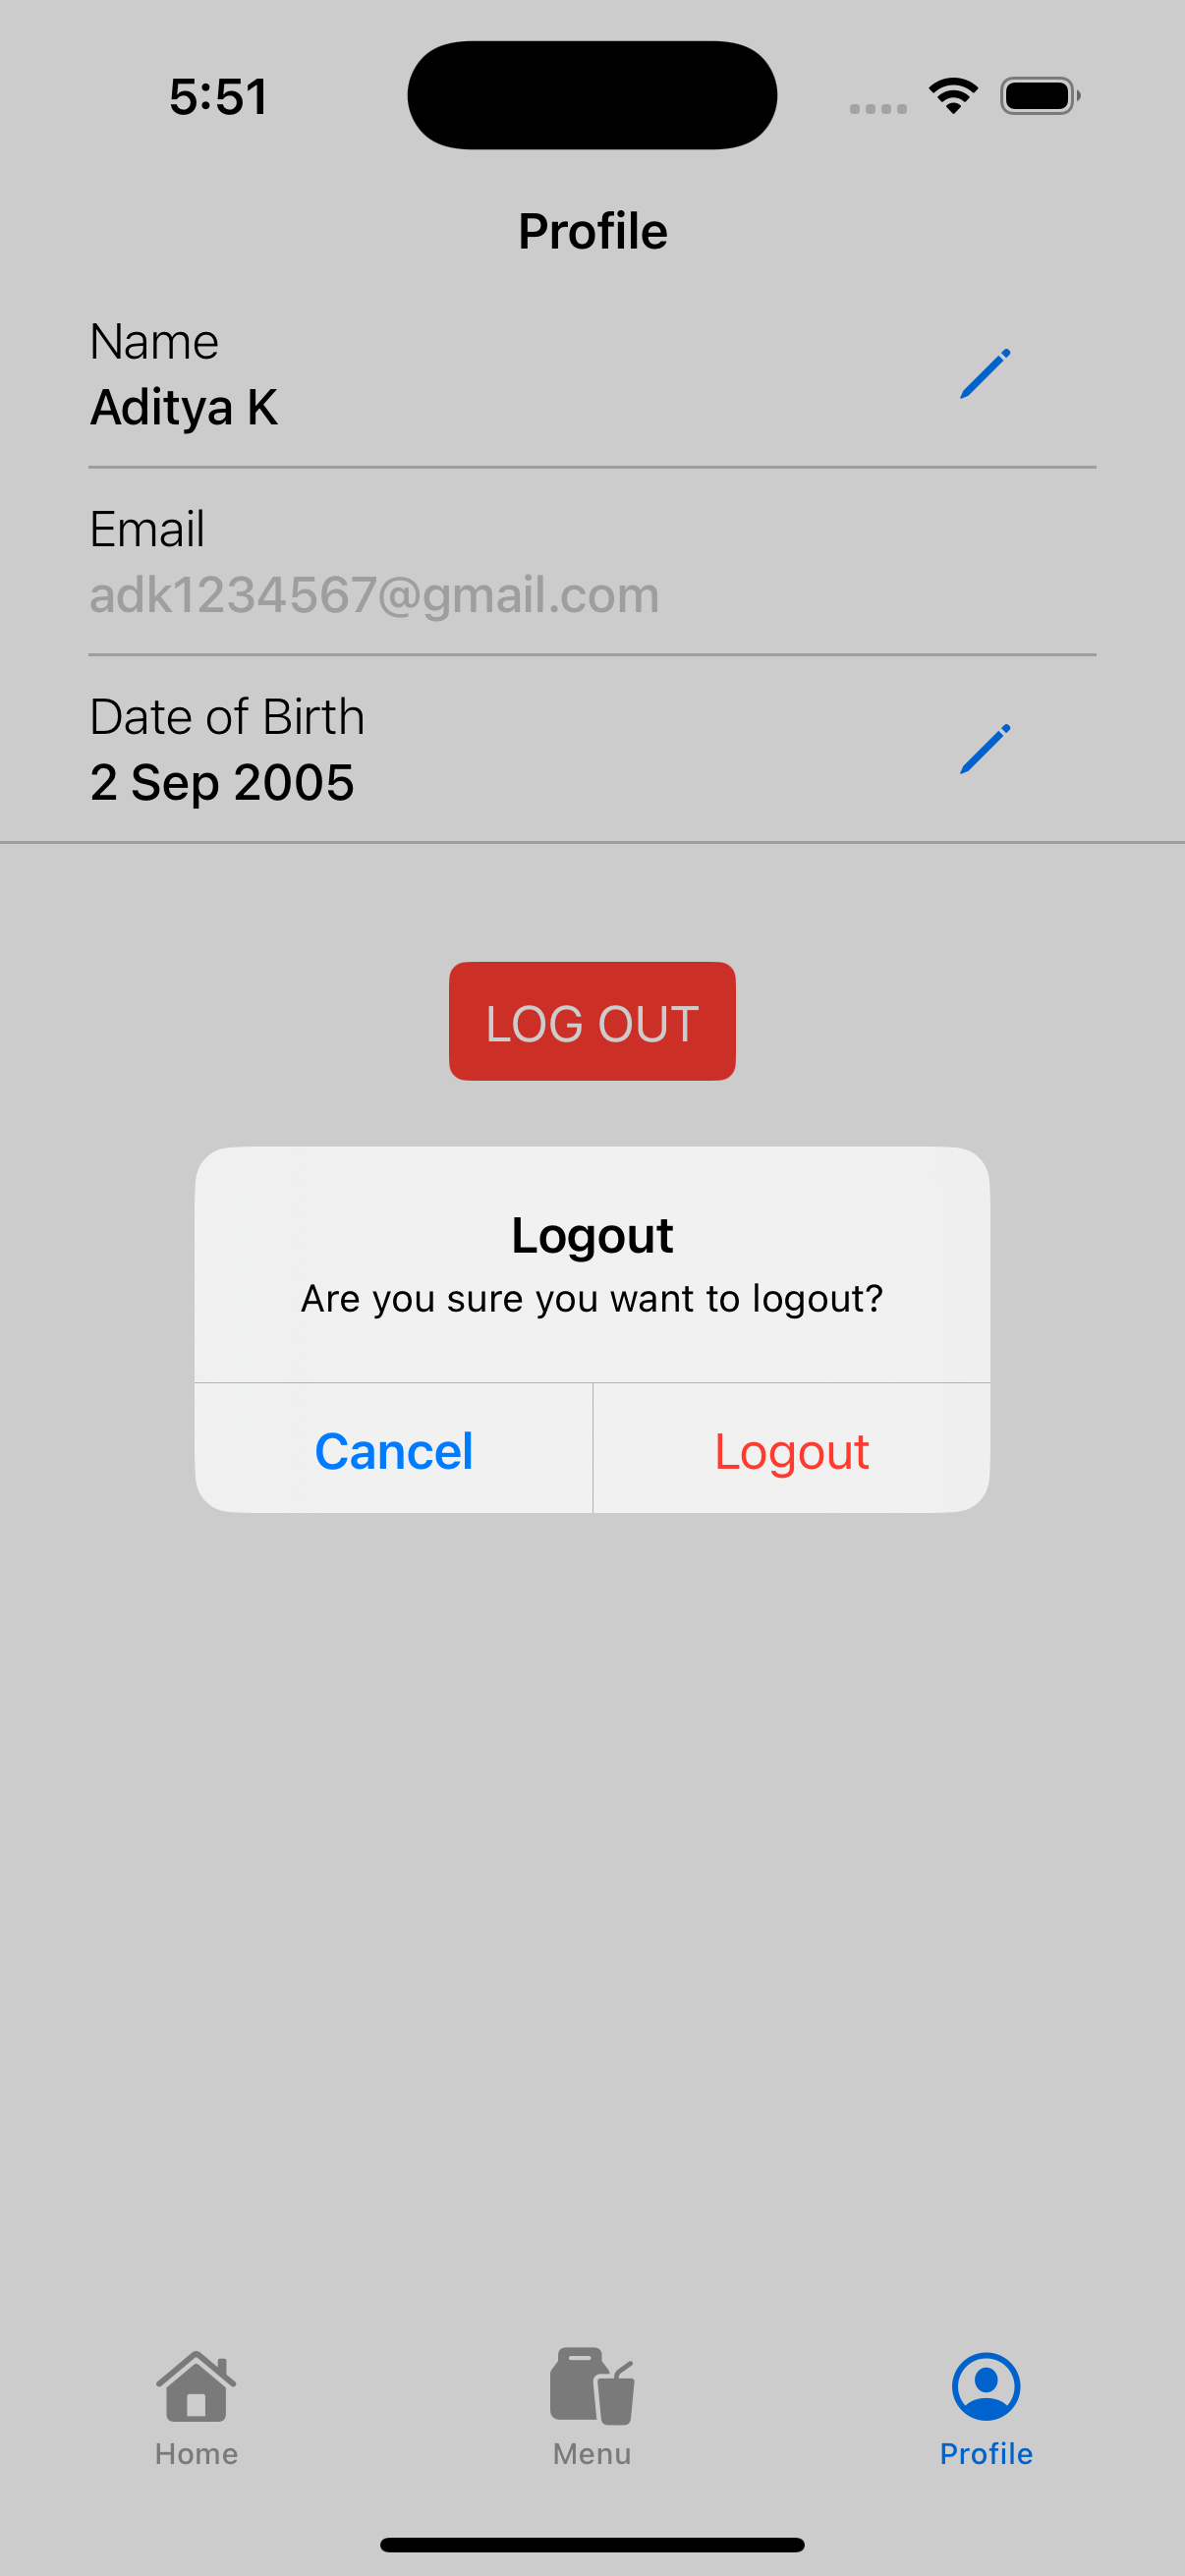 5:51
Profile
Name
Aditya K
Email
adk1234567@gmail.com
Date of Birth
2 Sep 2005
LOG OUT
Logout
Are you sure you want to logout?
Cancel Logout
Home Menu Profile